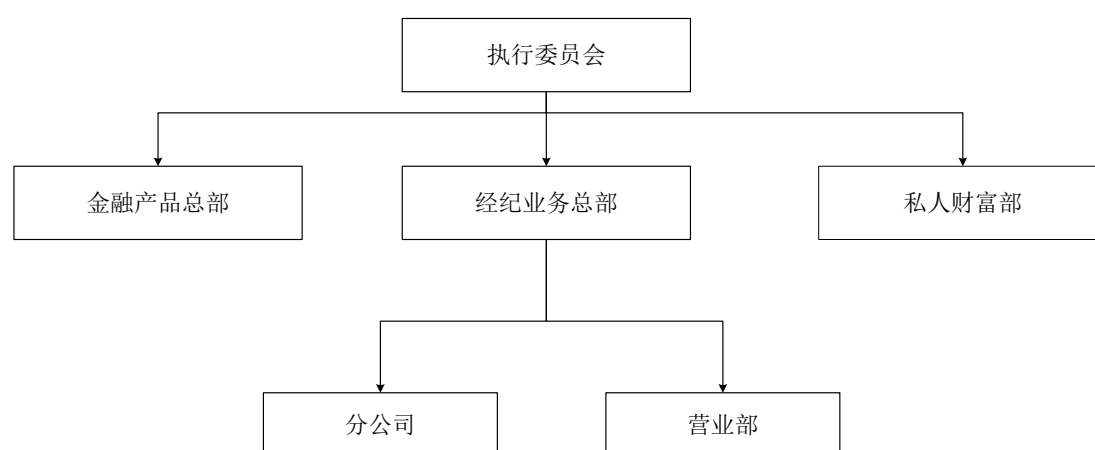 执行委员会
金融产品总部
经纪业务总部
私人财富部
分公司
营业部